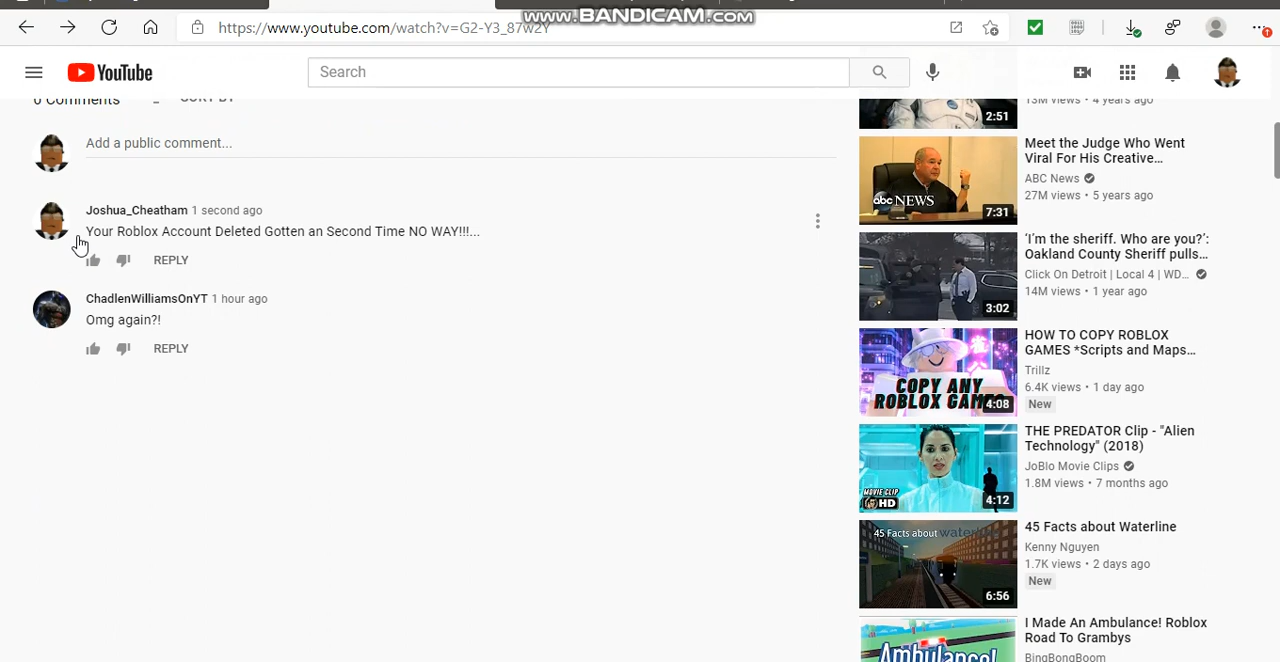 www.BANDICAM.com
https://www.youtube.com/watch?v=G2-Y3_87w2Y
YouTube
Search
0 Comments
SORT BY
Add a public comment...
Joshua_Cheatham 1 second ago
Your Roblox Account Deleted Gotten an Second Time NO WAY!!!...
REPLY
ChadlenWilliamsOnYT 1 hour ago
Omg again?!
REPLY
2:51
13M views • 4 years ago
abc NEWS
7:31
Meet the Judge Who Went
Viral For His Creative...
ABC News
27M views • 5 years ago
3:02
'I'm the sheriff. Who are you?':
Oakland County Sheriff pulls...
Click On Detroit | Local 4 | WD...
14M views • 1 year ago
COPY ANY
ROBLOX GAME
4:08
HOW TO COPY ROBLOX
GAMES *Scripts and Maps...
Trillz
6.4K views • 1 day ago
New
MOVIE CLIP
HD
4:12
THE PREDATOR Clip - "Alien
Technology" (2018)
JoBlo Movie Clips
1.8M views • 7 months ago
45 Facts about waterline
6:56
45 Facts about Waterline
Kenny Nguyen
1.7K views • 2 days ago
New
Ambulance!
I Made An Ambulance! Roblox
Road To Grambys
BingBongBoom